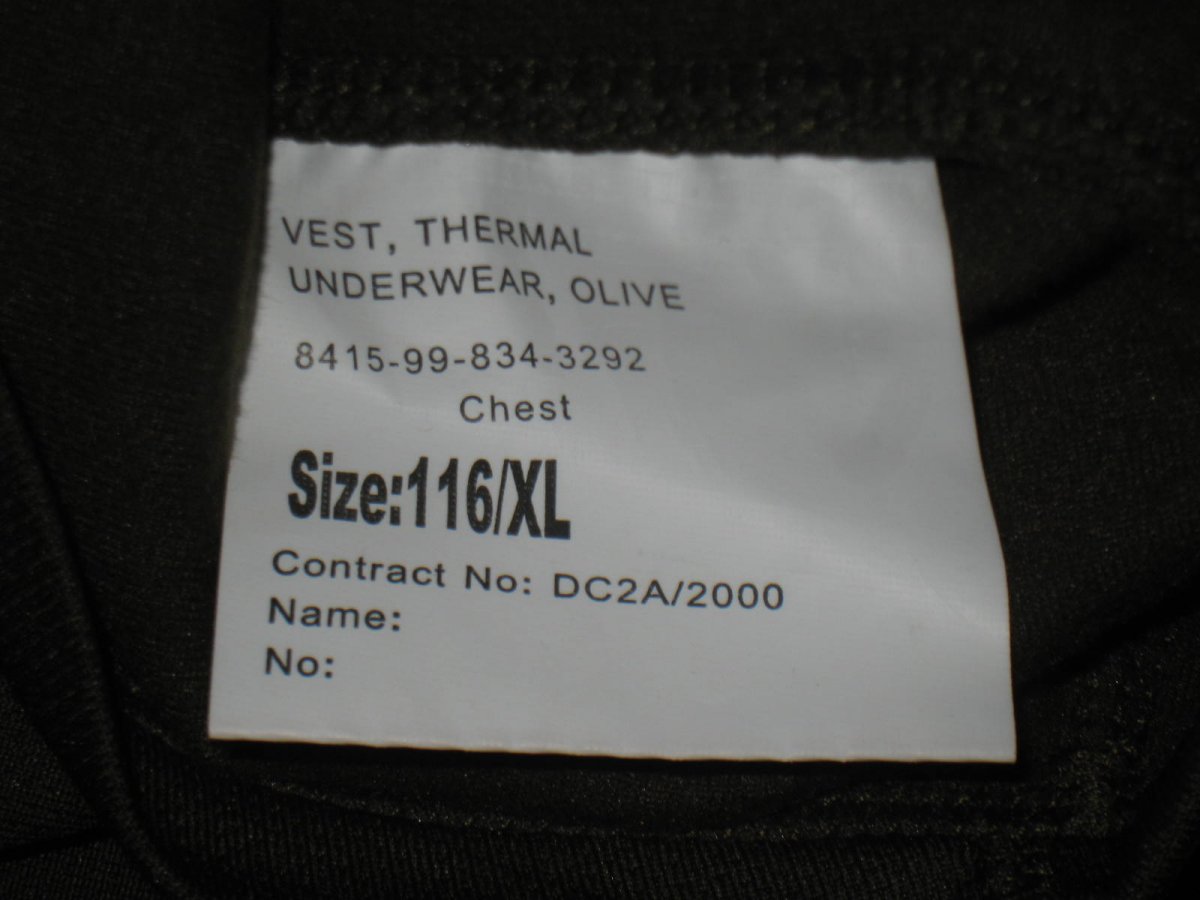 VEST, THERMAL
UNDERWEAR, OLIVE
8415-99-834-3292
Chest
Size:116/XL
Contract No: DC2A/2000
Name:
No: